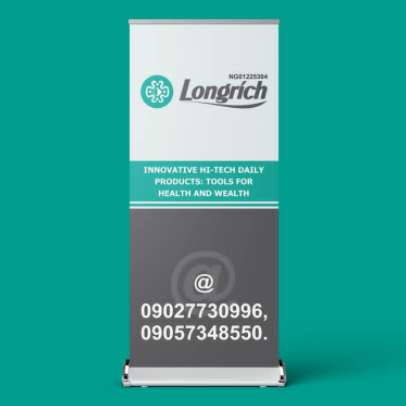 NG01225304
Longrich
INNOVATIVE HI-TECH DAILY
PRODUCTS: TOOLS FOR
HEALTH AND WEALTH
@
09027730996,
09057348550.